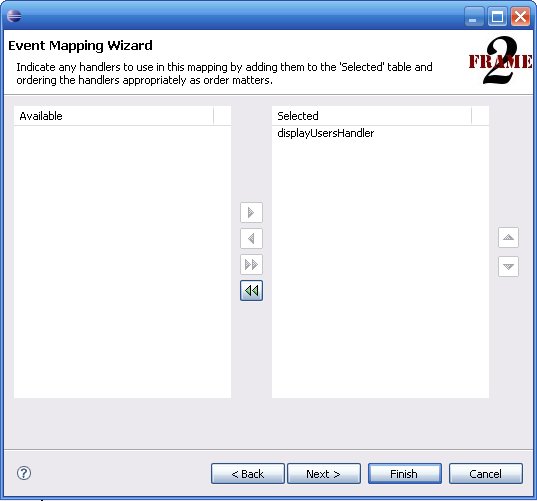 Event Mapping Wizard
Indicate any handlers to use in this mapping by adding them to the 'Selected' table and
ordering the handlers appropriately as order matters.
FRAME
2
Available
Selected
displayUsersHandler
?
< Back
Next >
Finish
Cancel